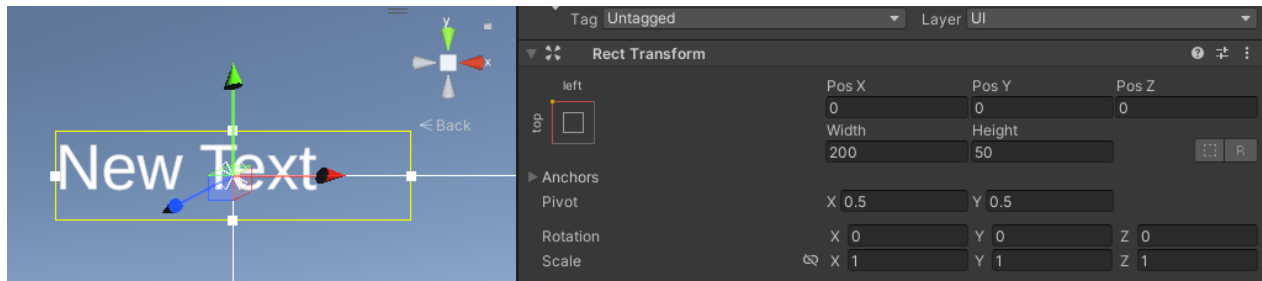 y
x
< Back
New Text
Tag Untagged Layer UI
Rect Transform
left
top
Pos X Pos Y Pos Z
0 0 0
Width Height
200 50
R
Anchors
Pivot X 0.5 Y 0.5
Rotation X 0 Y 0 Z 0
Scale X 1 Y 1 Z 1